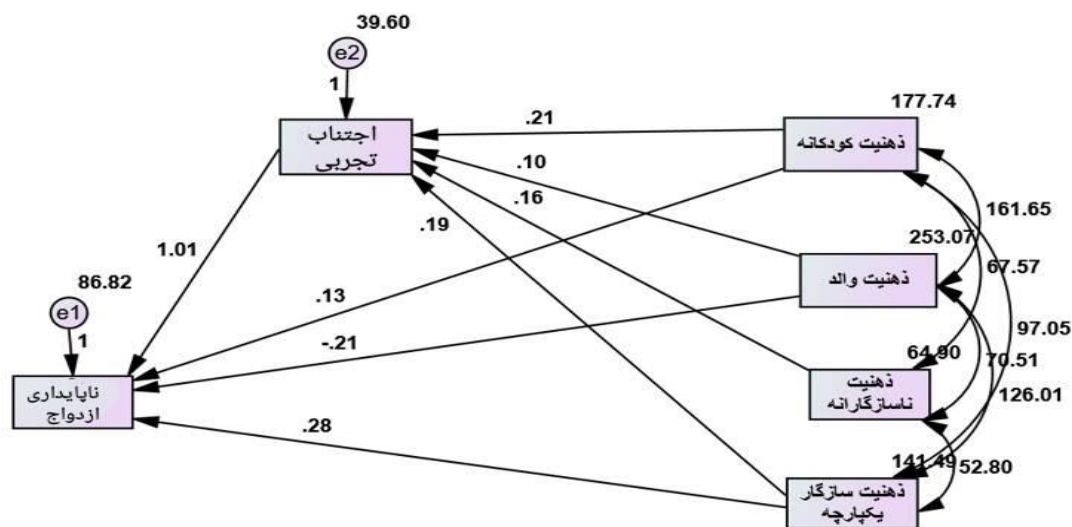 39.60
e2
1
177.74
اجتناب
تجربی
.21
ذهنیت کودکانه
.10
.16
161.65
.19
253.07
67.57
1.01
ذهنیت والد
86.82
e1
.13
1
-.21
97.05
64.90
70.51
ناپایداری
ازدواج
ذهنیت
ناسازگارانه
126.01
.28
141.49
52.80
ذهنیت سازگار
یکپارچه